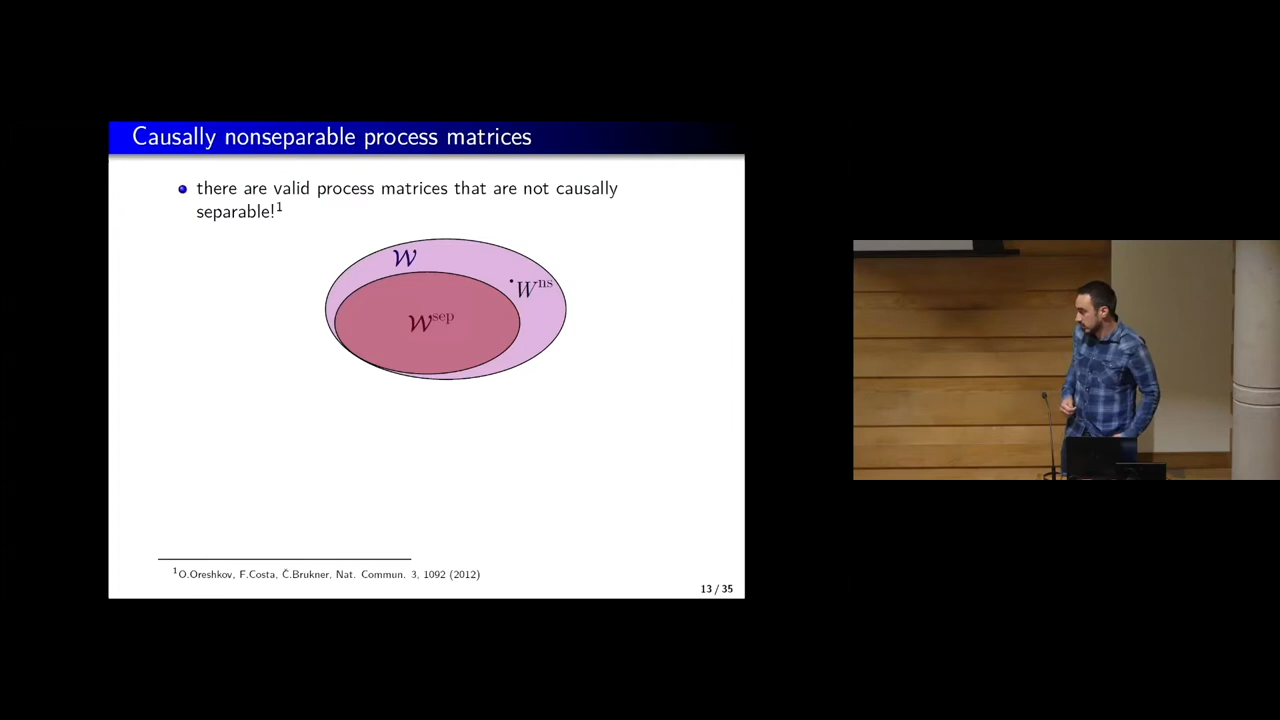 Causally nonseparable process matrices
there are valid process matrices that are not causally
separable!¹
𝒲
W^ns
𝒲^sep
¹O.Oreshkov, F.Costa, Č.Brukner, Nat. Commun. 3, 1092 (2012)
13 / 35